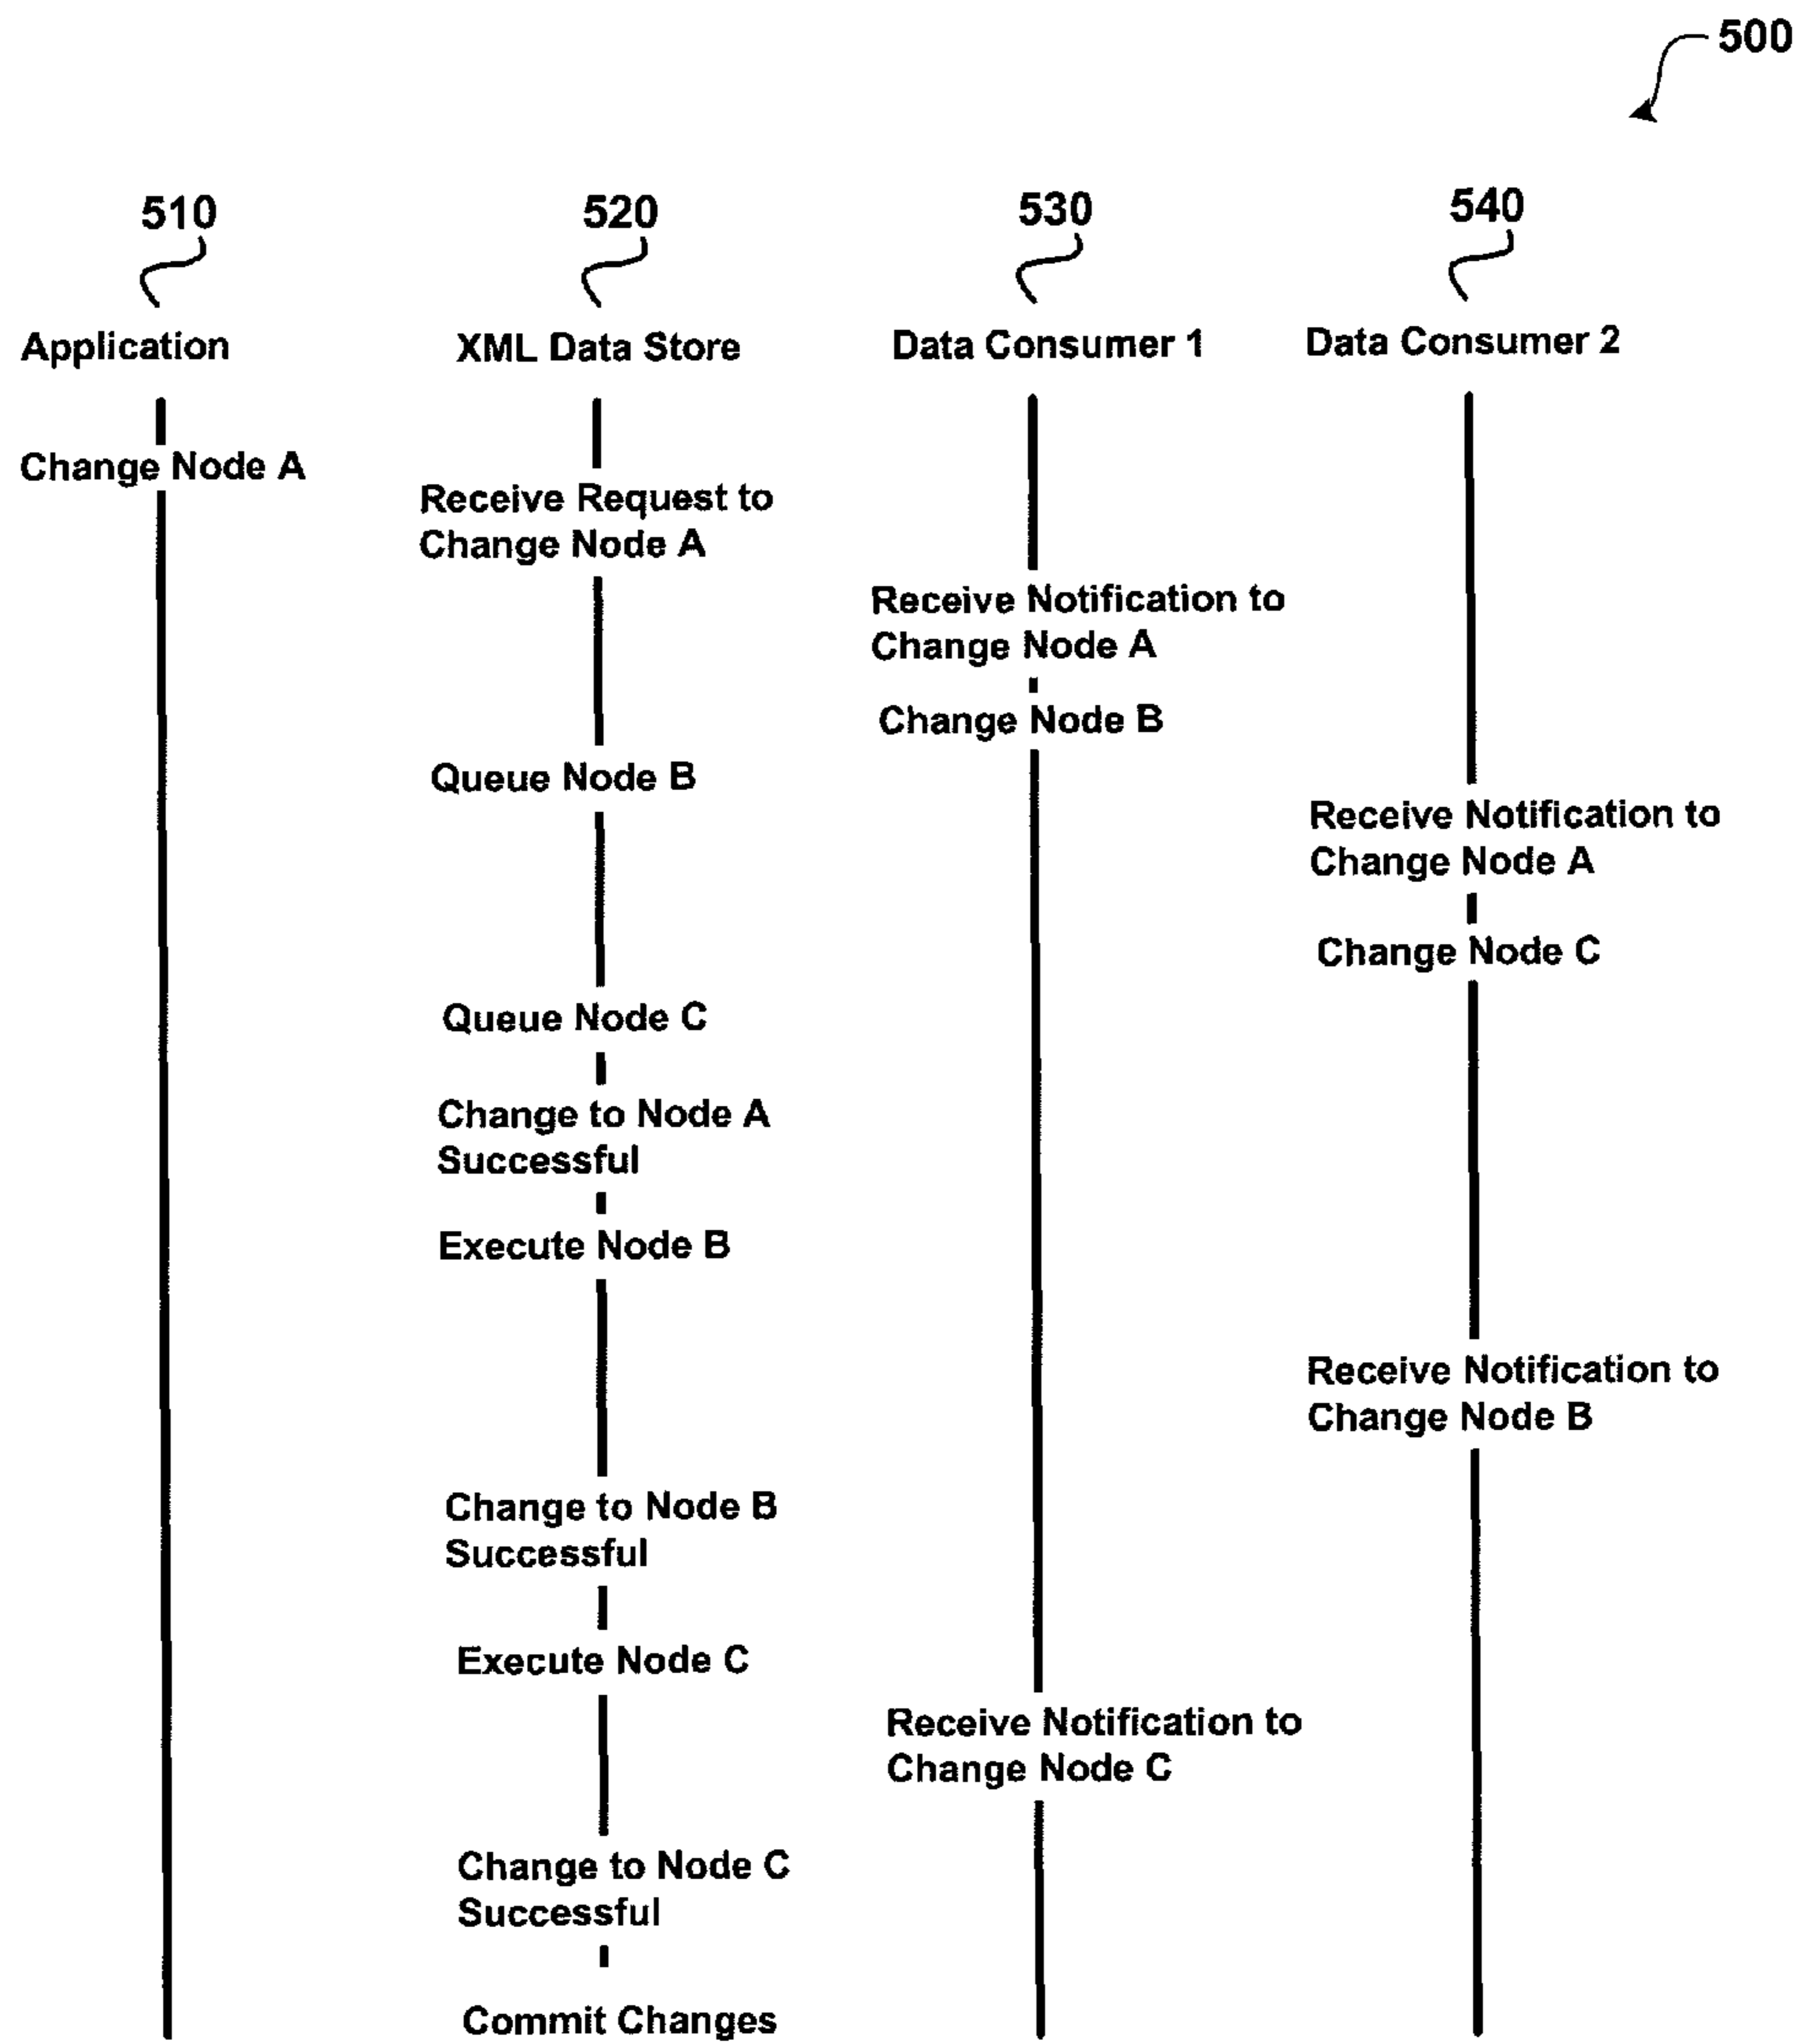 500
510
520
530
540
Application
XML Data Store
Data Consumer 1
Data Consumer 2
Change Node A
Receive Request to
Change Node A
Receive Notification to
Change Node A
Change Node B
Queue Node B
Receive Notification to
Change Node A
Change Node C
Queue Node C
Change to Node A
Successful
Execute Node B
Receive Notification to
Change Node B
Change to Node B
Successful
Execute Node C
Receive Notification to
Change Node C
Change to Node C
Successful
Commit Changes